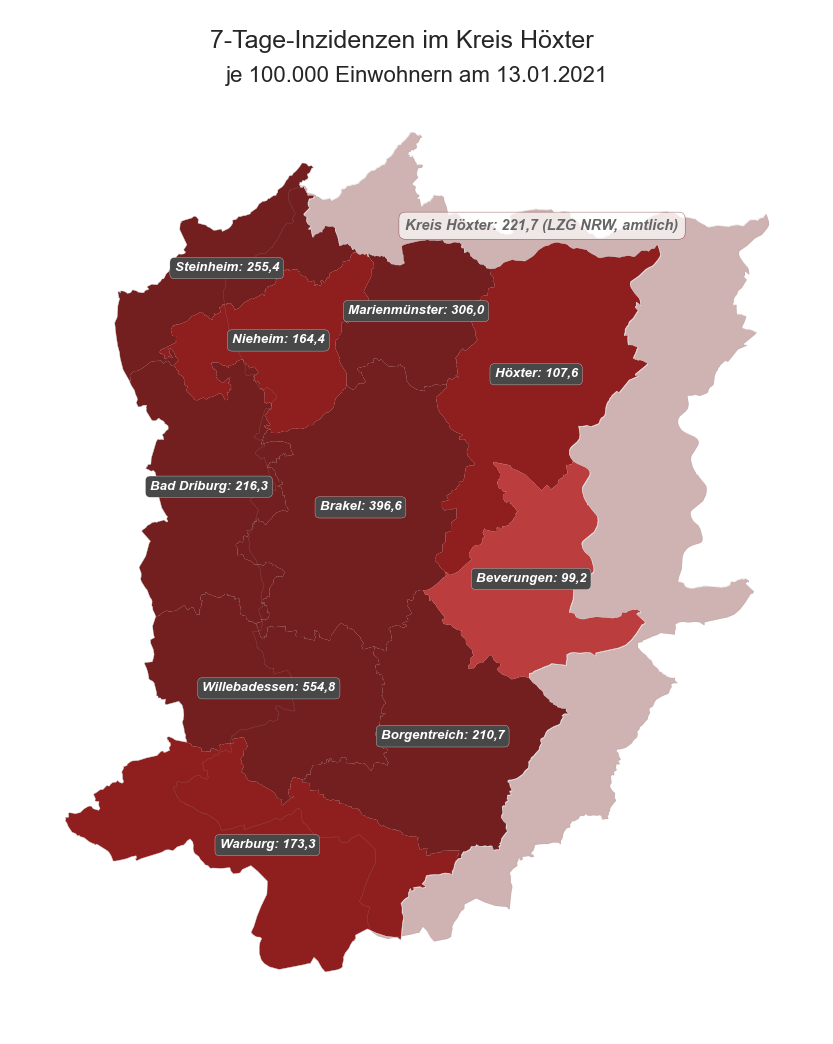 7-Tage-Inzidenzen im Kreis Höxter
je 100.000 Einwohnern am 13.01.2021
Kreis Höxter: 221,7 (LZG NRW, amtlich)
Steinheim: 255,4
Marienmünster: 306,0
Nieheim: 164,4
Höxter: 107,6
Bad Driburg: 216,3
Brakel: 396,6
Beverungen: 99,2
Willebadessen: 554,8
Borgentreich: 210,7
Warburg: 173,3